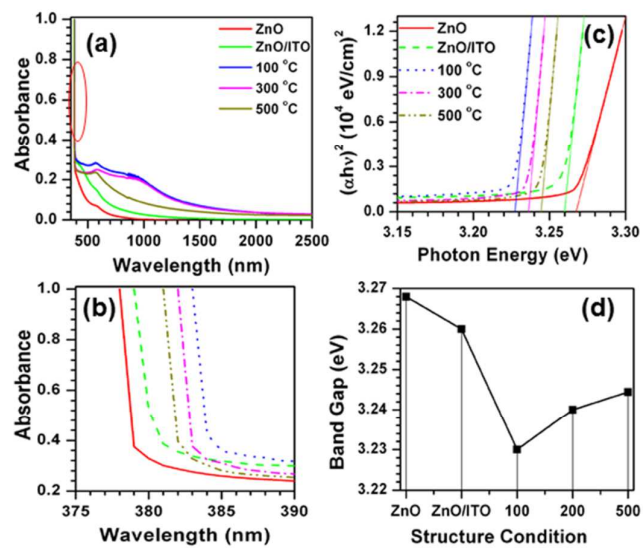 (a)
ZnO
ZnO/ITO
100 °C
300 °C
500 °C
Absorbance
1.0
0.8
0.6
0.4
0.2
0.0
500 1000 1500 2000 2500
Wavelength (nm)
(c)
ZnO
ZnO/ITO
100 °C
300 °C
500 °C
(αhν)² (10⁴ eV/cm)²
1.2
0.9
0.6
0.3
0.0
3.15 3.20 3.25 3.30
Photon Energy (eV)
(b)
Absorbance
1.0
0.8
0.6
0.4
0.2
375 380 385 390
Wavelength (nm)
(d)
Band Gap (eV)
3.27
3.26
3.24
3.23
3.22
ZnO ZnO/ITO 100 200 500
Structure Condition